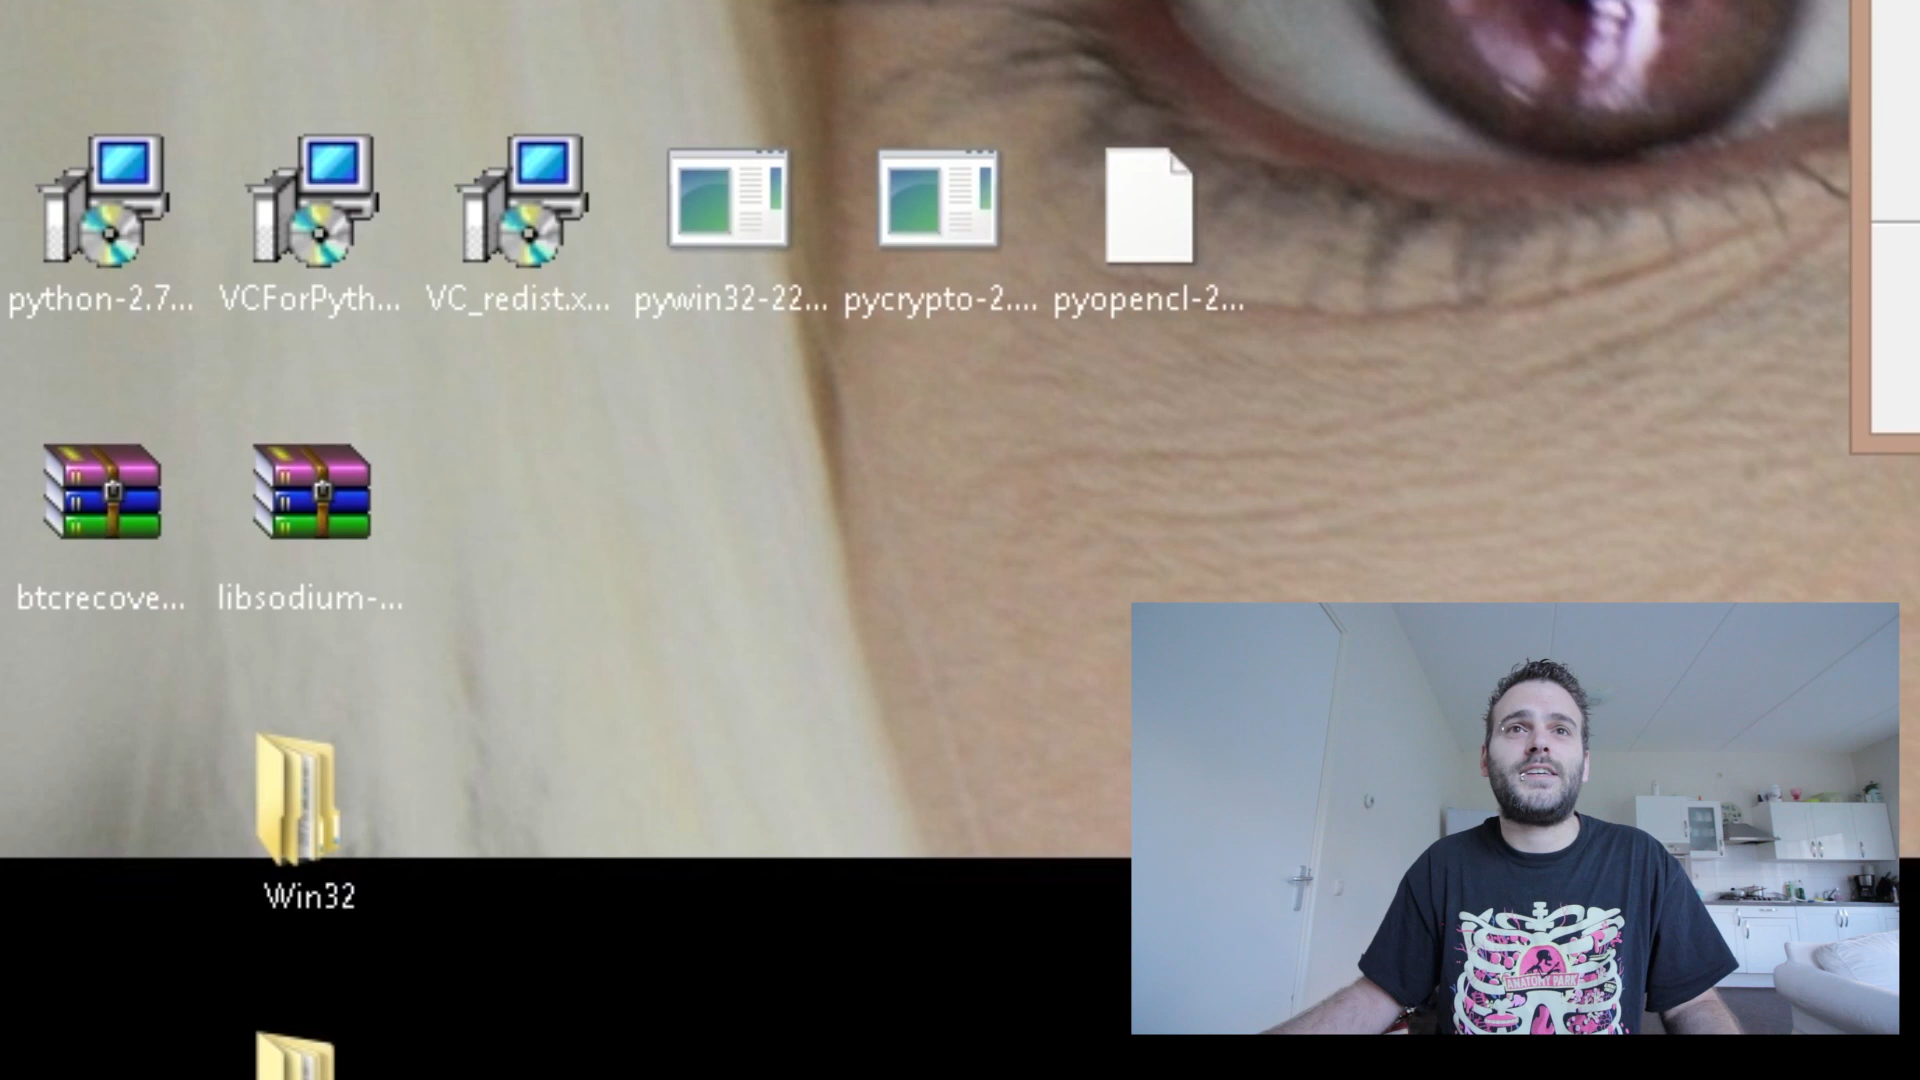 python-2.7...
VCForPyth...
VC_redist.x...
pywin32-22...
pycrypto-2....
pyopencl-2...
btcrecove...
libsodium-...
Win32
ANATOMY PARK